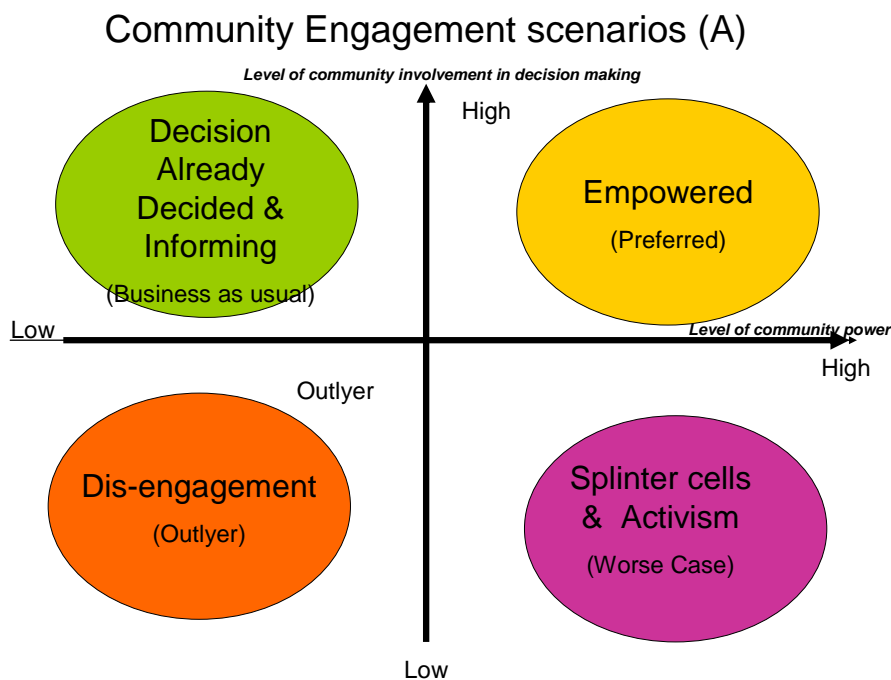 Community Engagement scenarios (A)
Level of community involvement in decision making
High
Decision
Already
Decided &
Informing
(Business as usual)
Empowered
(Preferred)
Low
Level of community power
High
Outlyer
Dis-engagement
(Outlyer)
Splinter cells
& Activism
(Worse Case)
Low